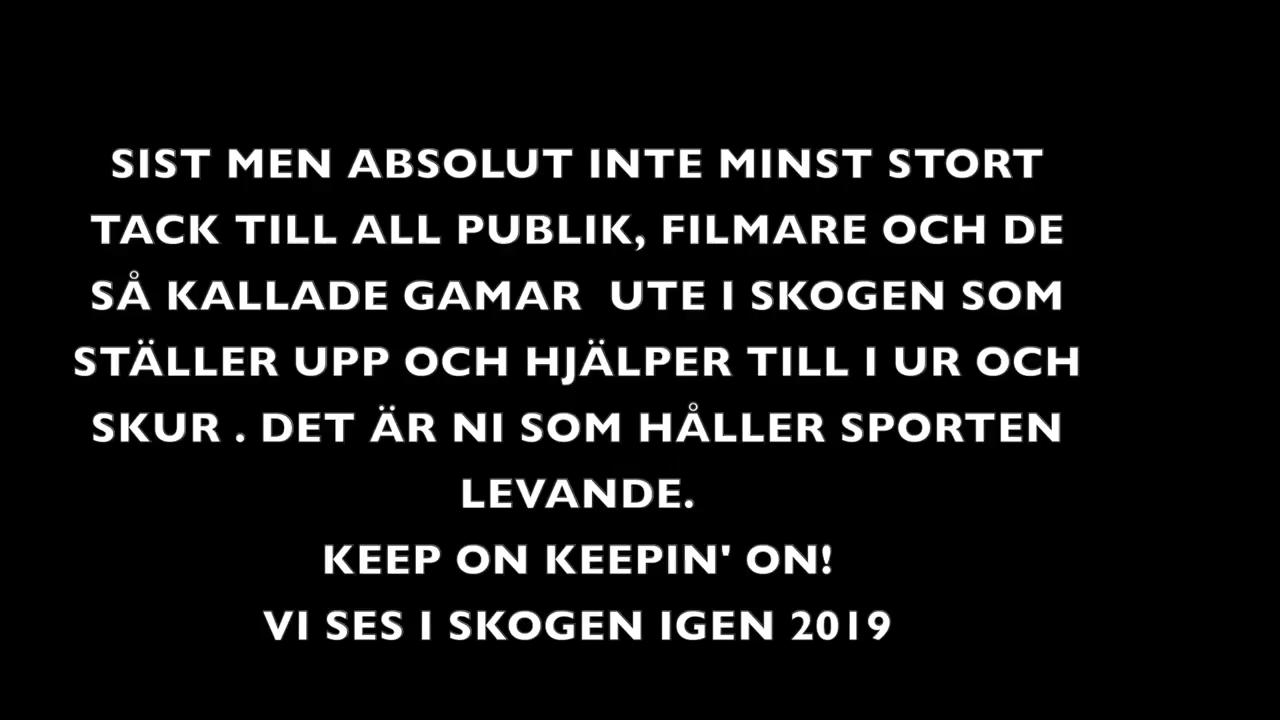 SIST MEN ABSOLUT INTE MINST STORT
TACK TILL ALL PUBLIK, FILMARE OCH DE
SÅ KALLADE GAMAR  UTE I SKOGEN SOM
STÄLLER UPP OCH HJÄLPER TILL I UR OCH
SKUR . DET ÄR NI SOM HÅLLER SPORTEN
LEVANDE.
KEEP ON KEEPIN' ON!
VI SES I SKOGEN IGEN 2019